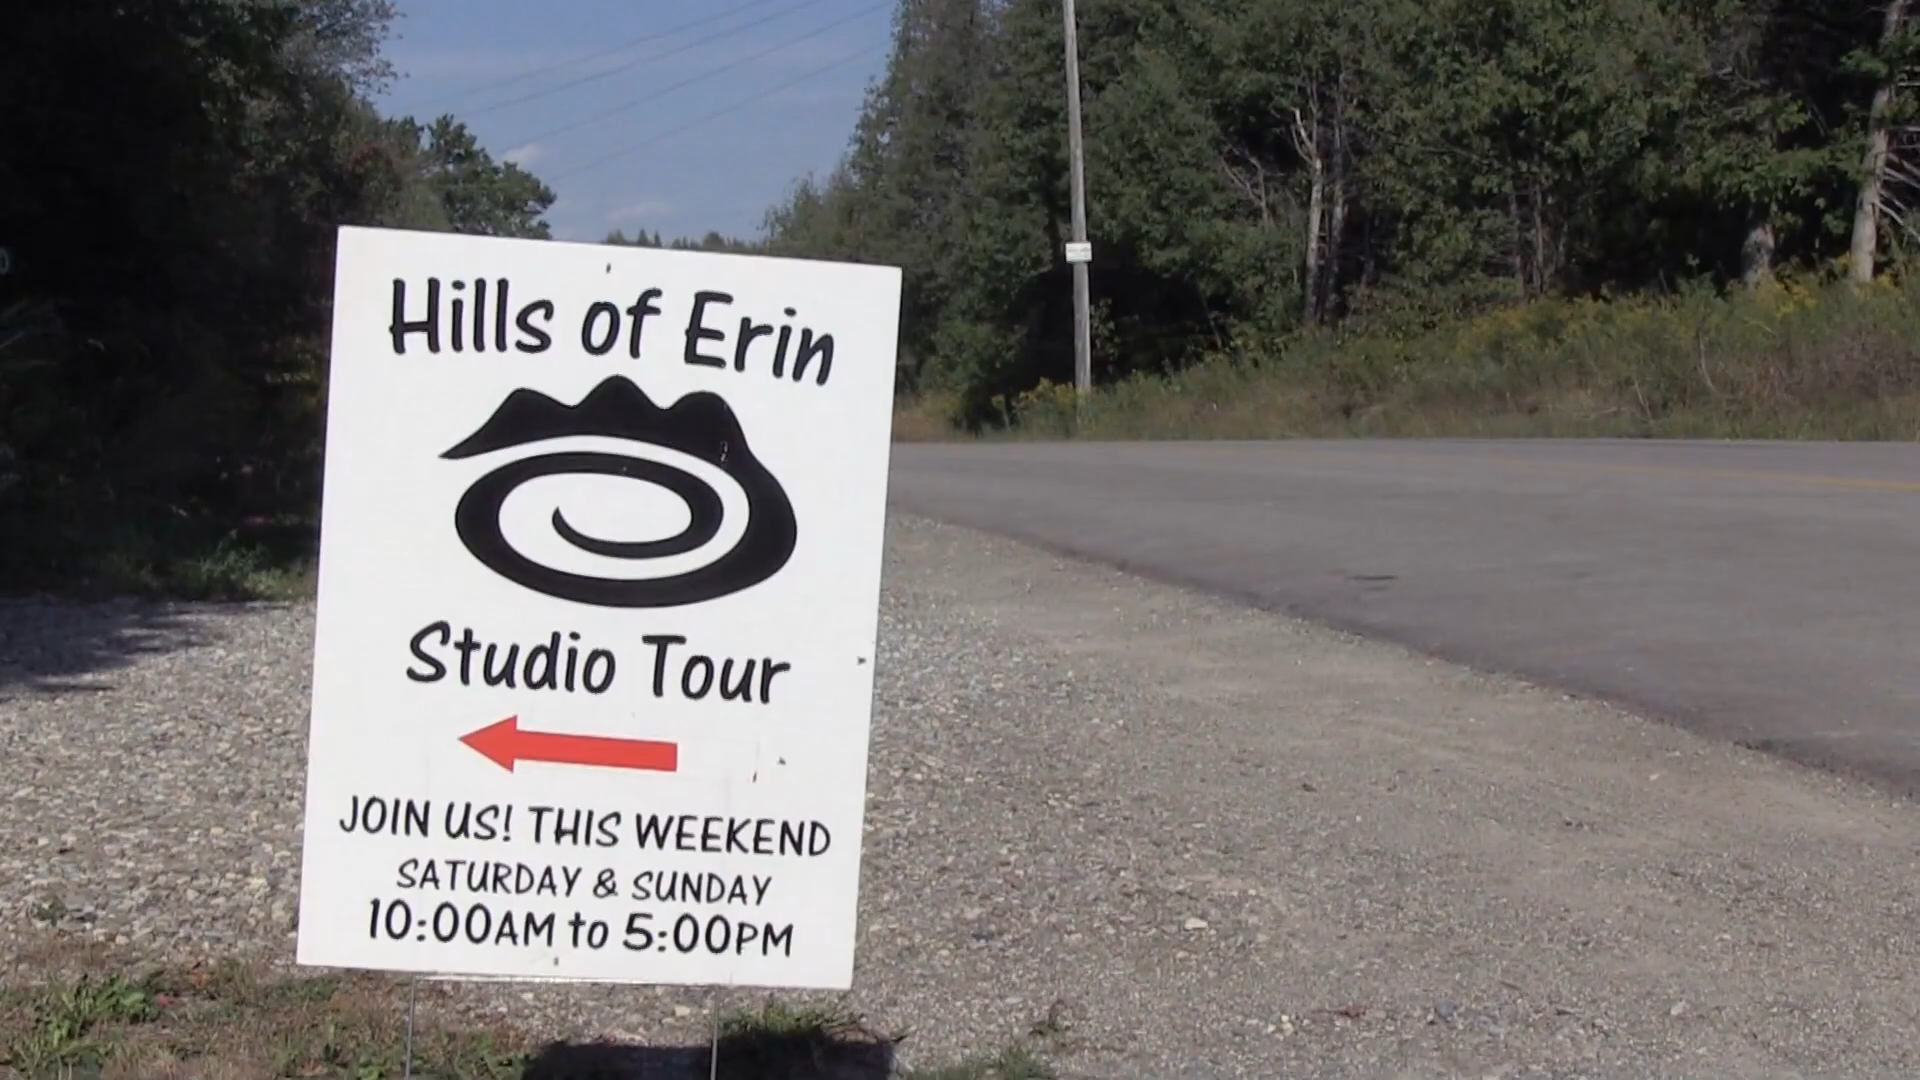 Hills of Erin
Studio Tour
JOIN US! THIS WEEKEND
SATURDAY & SUNDAY
10:00AM to 5:00PM